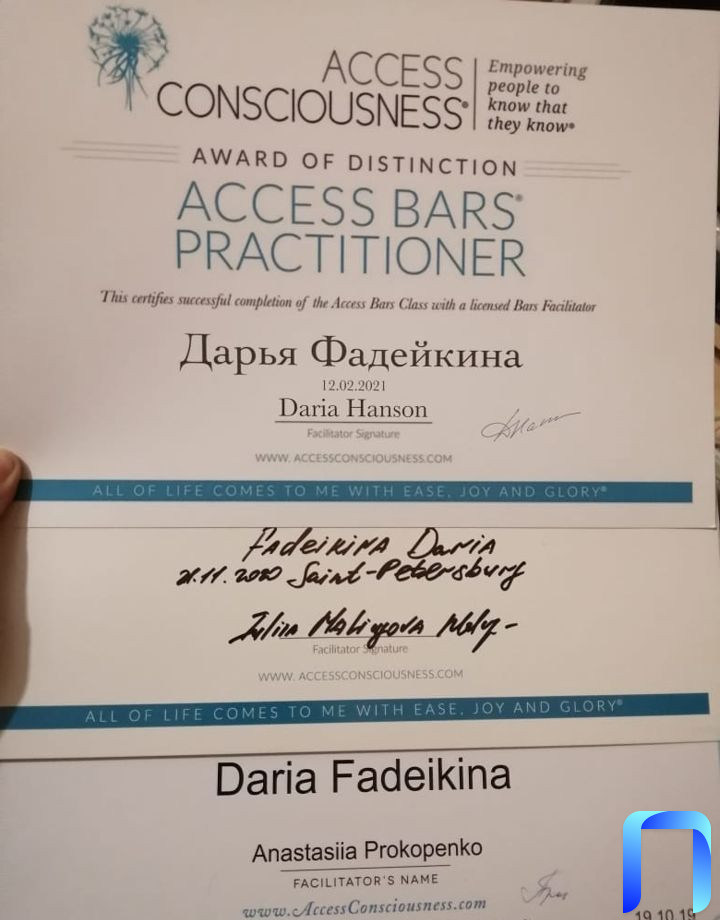 ACCESS
CONSCIOUSNESS®
Empowering
people to
know that
they know®
AWARD OF DISTINCTION
ACCESS BARS®
PRACTITIONER
This certifies successful completion of the Access Bars Class with a licensed Bars Facilitator
Дарья Фадейкина
12.02.2021
Daria Hanson
Facilitator Signature
WWW. ACCESSCONSCIOUSNESS.COM
ALL OF LIFE COMES TO ME WITH EASE, JOY AND GLORY®
Fadeikina Daria
21.11.2020 Saint-Petersburg
Facilitator Signature
WWW. ACCESSCONSCIOUSNESS.COM
ALL OF LIFE COMES TO ME WITH EASE, JOY AND GLORY®
Daria Fadeikina
Anastasiia Prokopenko
FACILITATOR'S NAME
www.AccessConsciousness.com
19.10.19